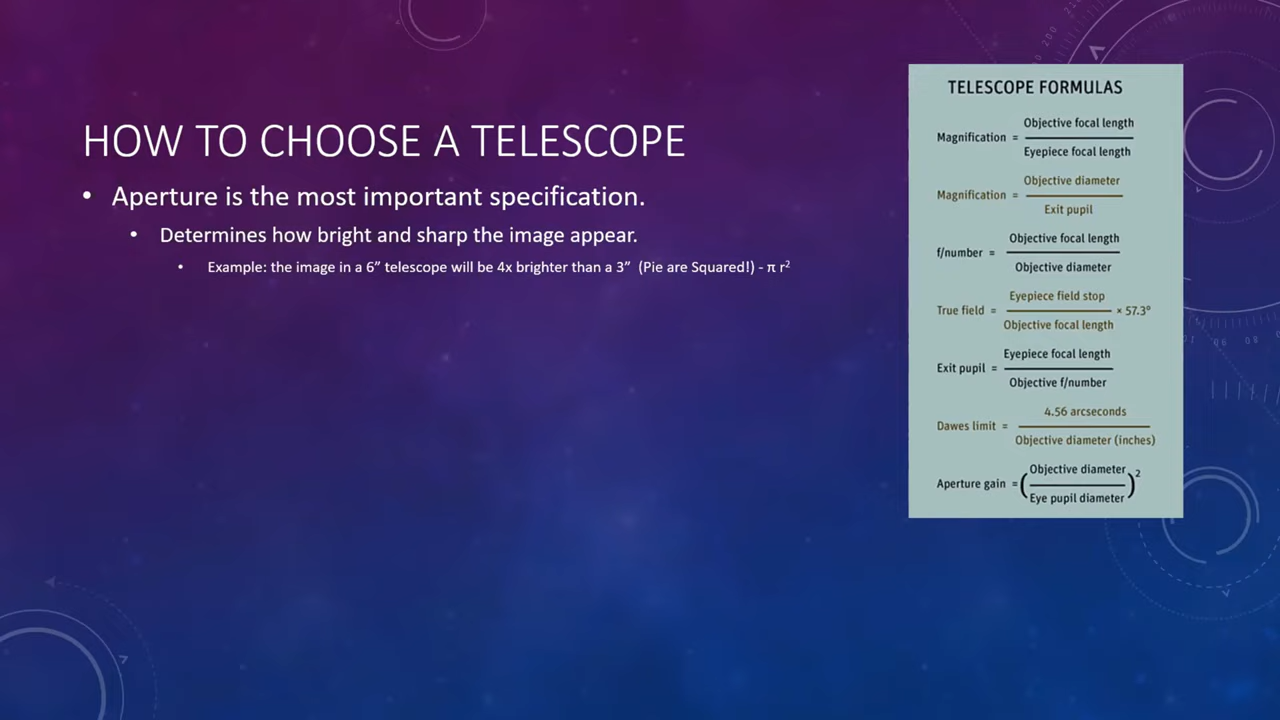 HOW TO CHOOSE A TELESCOPE
• Aperture is the most important specification.
• Determines how bright and sharp the image appear.
• Example: the image in a 6” telescope will be 4x brighter than a 3” (Pie are Squared!) - π r²
TELESCOPE FORMULAS
Objective focal length
Magnification =
Eyepiece focal length
Objective diameter
Magnification =
Exit pupil
Objective focal length
f/number =
Objective diameter
Eyepiece field stop
True field = × 57.3°
Objective focal length
Eyepiece focal length
Exit pupil =
Objective f/number
4.56 arcseconds
Dawes limit =
Objective diameter (inches)
Objective diameter
Aperture gain = ( )²
Eye pupil diameter